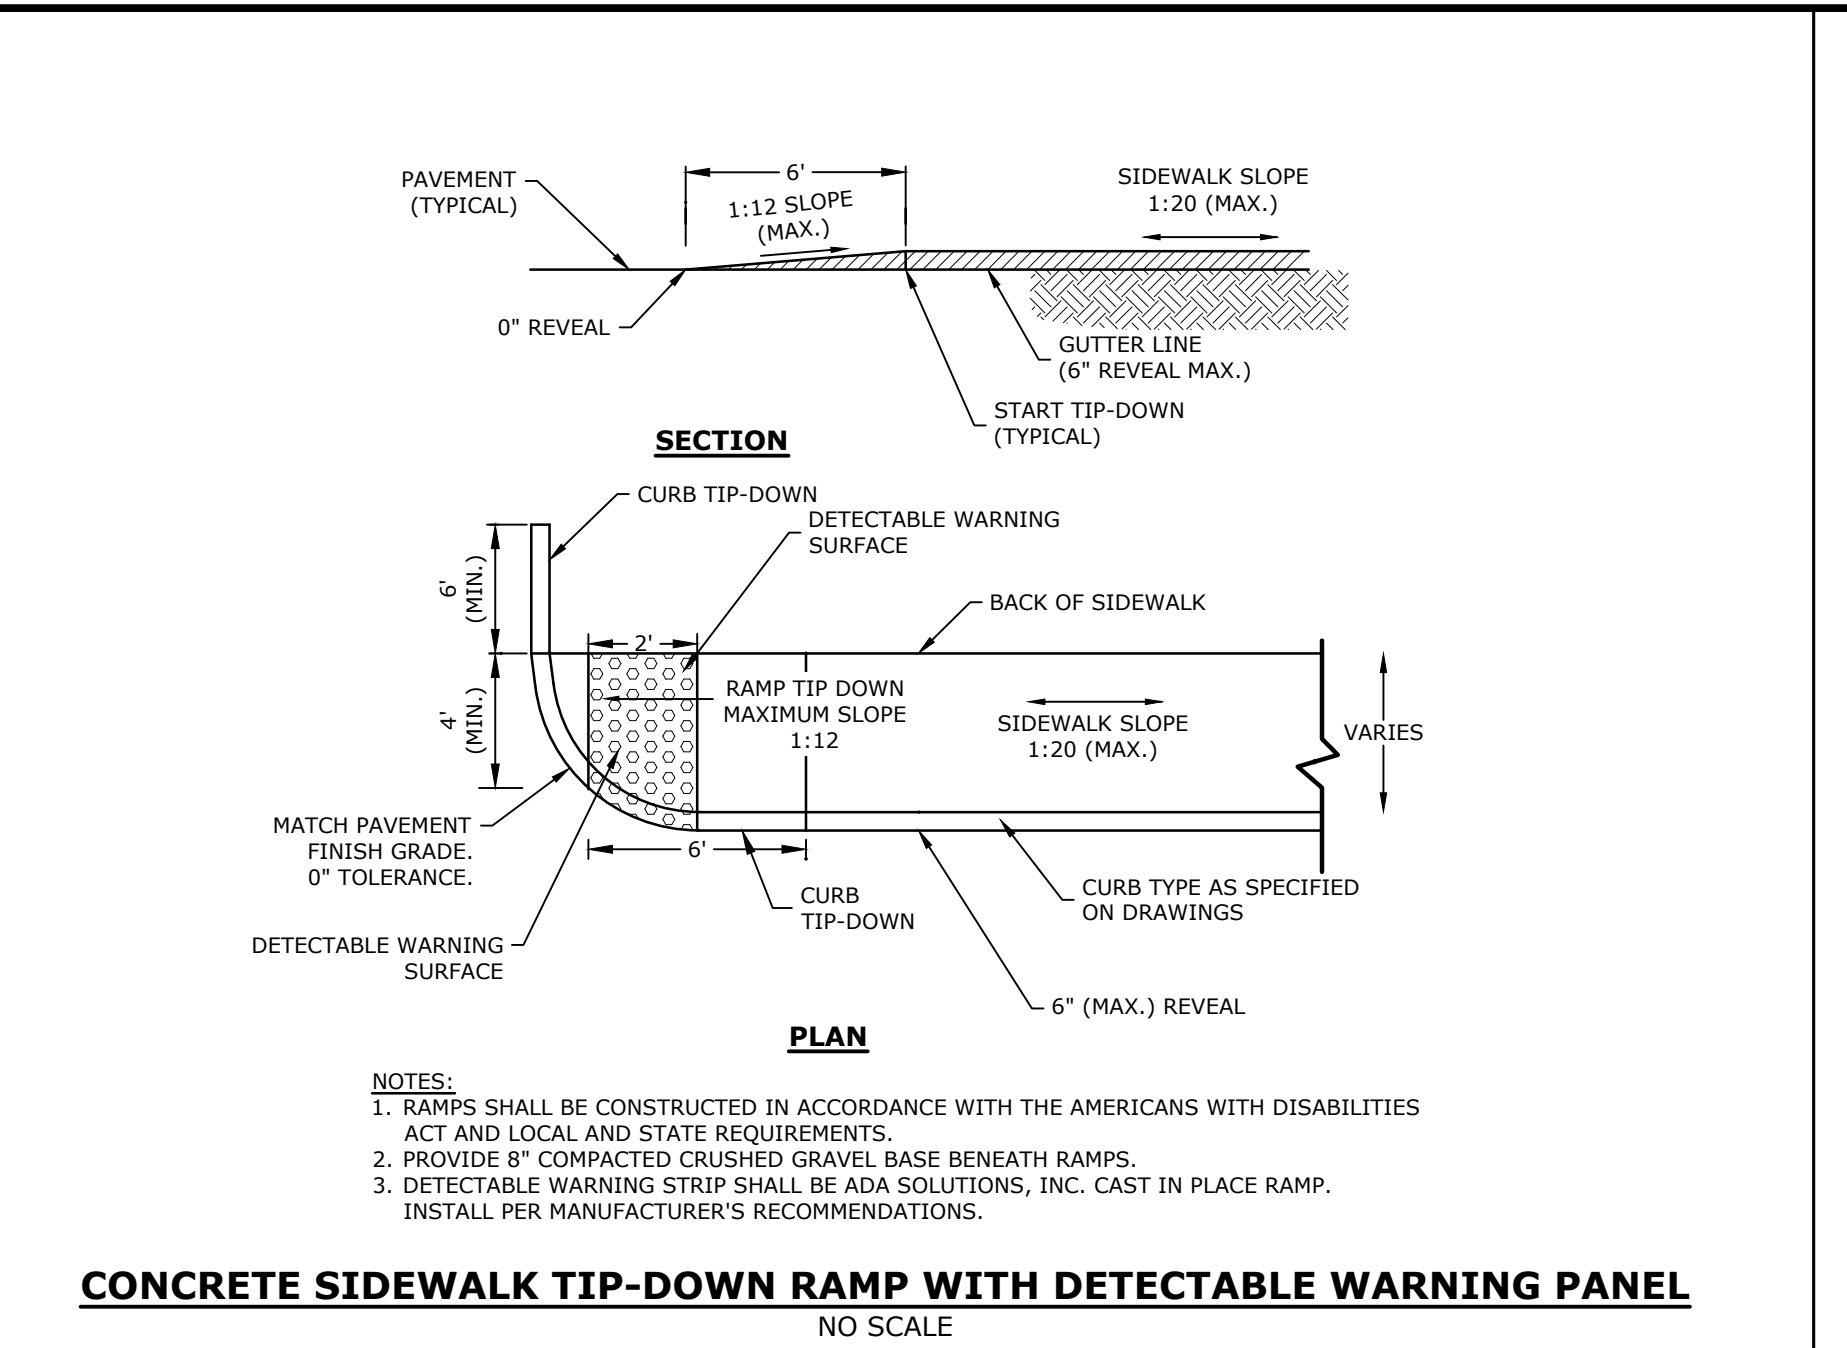 6'
PAVEMENT
(TYPICAL)
1:12 SLOPE
(MAX.)
SIDEWALK SLOPE
1:20 (MAX.)
0" REVEAL
GUTTER LINE
(6" REVEAL MAX.)
START TIP-DOWN
(TYPICAL)
SECTION
CURB TIP-DOWN
DETECTABLE WARNING
SURFACE
6'
(MIN.)
BACK OF SIDEWALK
2'
4'
(MIN.)
RAMP TIP DOWN
MAXIMUM SLOPE
1:12
SIDEWALK SLOPE
1:20 (MAX.)
VARIES
MATCH PAVEMENT
FINISH GRADE.
0" TOLERANCE.
6'
CURB
TIP-DOWN
CURB TYPE AS SPECIFIED
ON DRAWINGS
DETECTABLE WARNING
SURFACE
6" (MAX.) REVEAL
PLAN
NOTES:
1. RAMPS SHALL BE CONSTRUCTED IN ACCORDANCE WITH THE AMERICANS WITH DISABILITIES
ACT AND LOCAL AND STATE REQUIREMENTS.
2. PROVIDE 8" COMPACTED CRUSHED GRAVEL BASE BENEATH RAMPS.
3. DETECTABLE WARNING STRIP SHALL BE ADA SOLUTIONS, INC. CAST IN PLACE RAMP.
INSTALL PER MANUFACTURER'S RECOMMENDATIONS.
CONCRETE SIDEWALK TIP-DOWN RAMP WITH DETECTABLE WARNING PANEL
NO SCALE